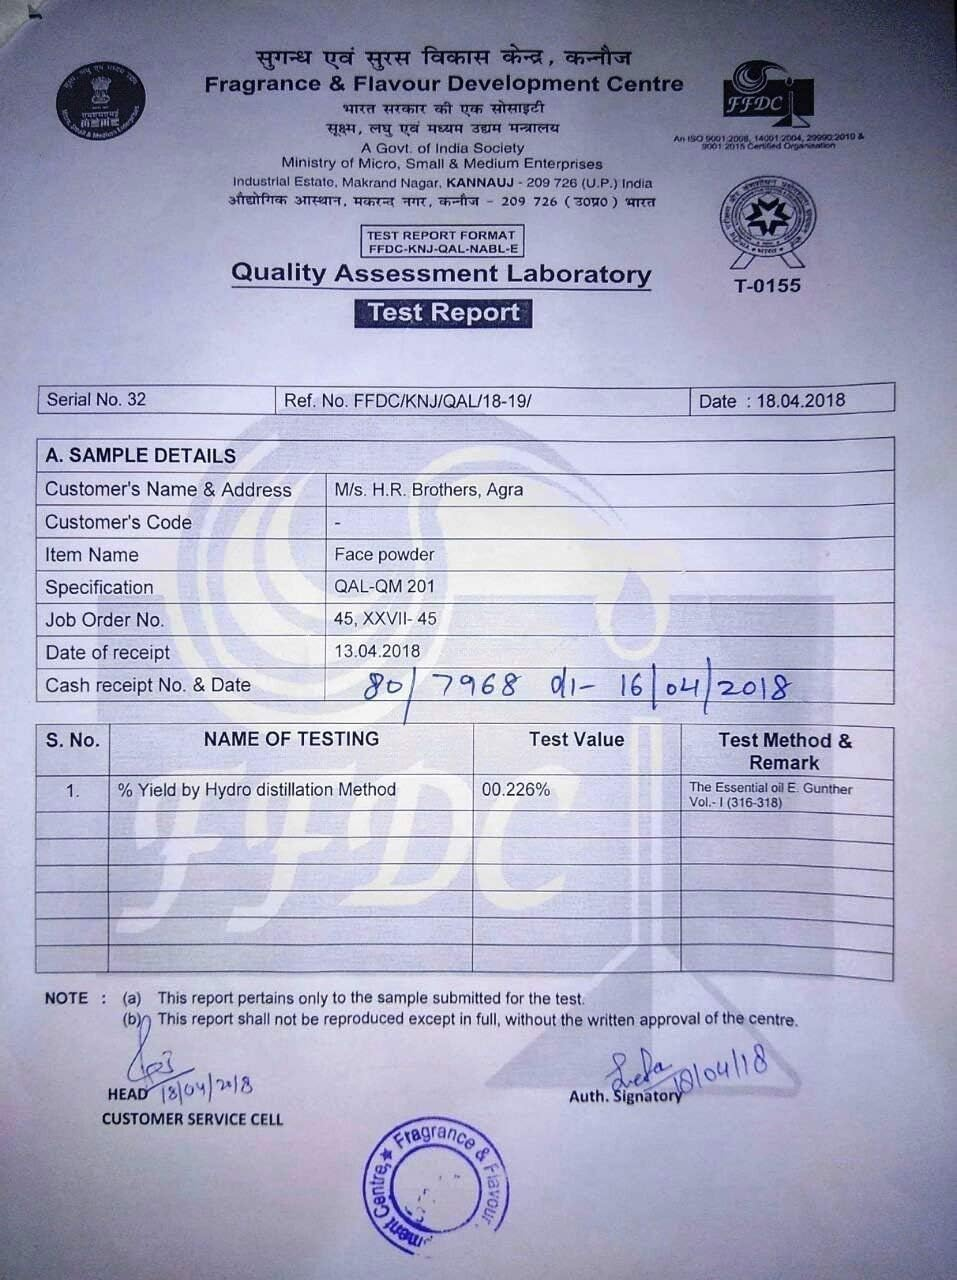 सुगन्ध एवं सुरस विकास केन्द्र, कन्नौज
Fragrance & Flavour Development Centre
भारत सरकार की एक सोसाइटी
सूक्ष्म, लघु एवं मध्यम उद्यम मन्त्रालय
A Govt. of India Society
Ministry of Micro, Small & Medium Enterprises
Industrial Estate, Makrand Nagar, KANNAUJ - 209 726 (U.P.) India
औद्योगिक आस्थान, मकरन्द नगर, कन्नौज - 209 726 (उ0प्र0) भारत
Micro, Small & Medium Enterprises
FFDC
An ISO 9001:2008, 14001:2004, 29990:2010 &
9001:2015 Certified Organisation
T-0155
TEST REPORT FORMAT
FFDC-KNJ-QAL-NABL-E
Quality Assessment Laboratory
Test Report
Serial No. 32 Ref. No. FFDC/KNJ/QAL/18-19/ Date : 18.04.2018
A. SAMPLE DETAILS
Customer's Name & Address M/s. H.R. Brothers, Agra
Customer's Code -
Item Name Face powder
Specification QAL-QM 201
Job Order No. 45, XXVII- 45
Date of receipt 13.04.2018
Cash receipt No. & Date 80/7968 dt- 16/04/2018
S. No. NAME OF TESTING Test Value Test Method & Remark
1. % Yield by Hydro distillation Method 00.226% The Essential oil E. Gunther
Vol.- I (316-318)
FFDC
NOTE : (a) This report pertains only to the sample submitted for the test.
(b) This report shall not be reproduced except in full, without the written approval of the centre.
18/04/2018
HEAD
CUSTOMER SERVICE CELL
18/04/18
Auth. Signatory
Fragrance & Flavour
ment Centre,